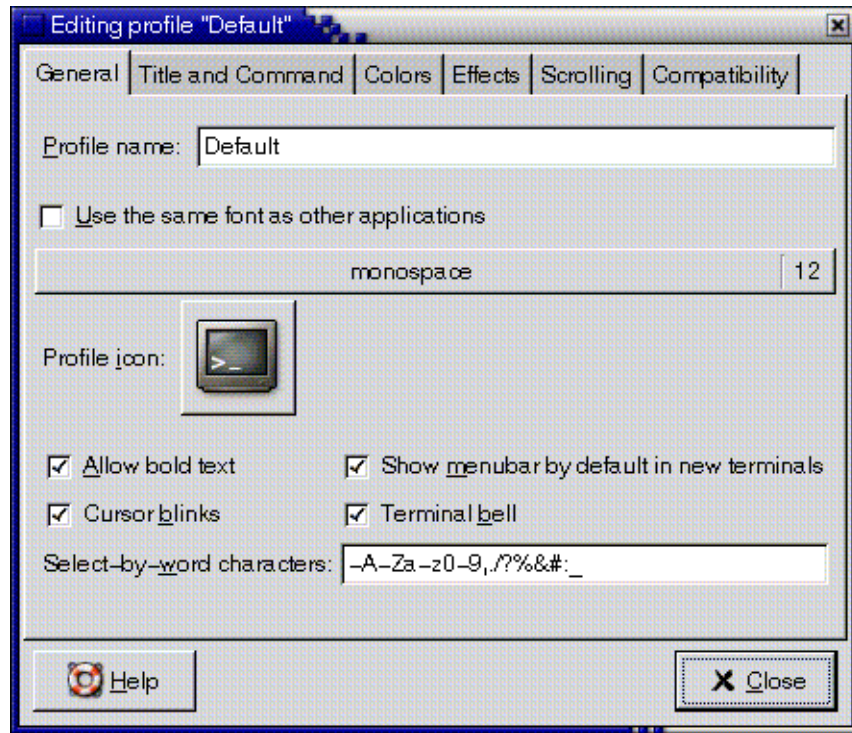 Editing profile "Default"
General Title and Command Colors Effects Scrolling Compatibility
Profile name: Default
Use the same font as other applications
monospace 12
Profile icon: >_
Allow bold text Show menubar by default in new terminals
Cursor blinks Terminal bell
Select-by-word characters: -A-Za-z0-9,./?%&#:_
Help Close